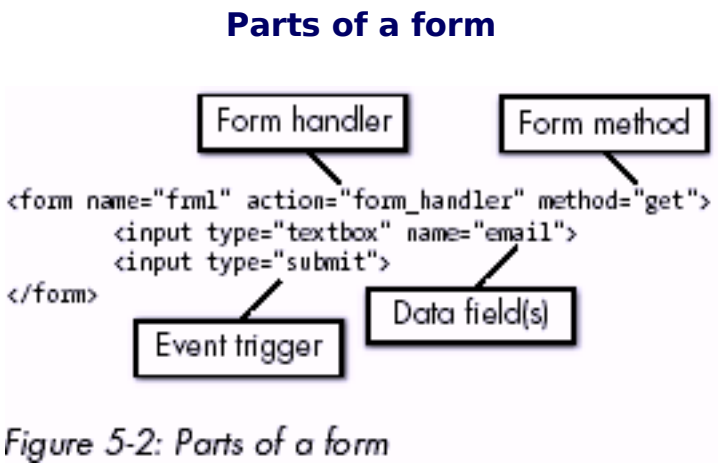 Parts of a form
Form handler
Form method
<form name="frm1" action="form_handler" method="get">
<input type="textbox" name="email">
<input type="submit">
</form>
Data field(s)
Event trigger
Figure 5-2: Parts of a form